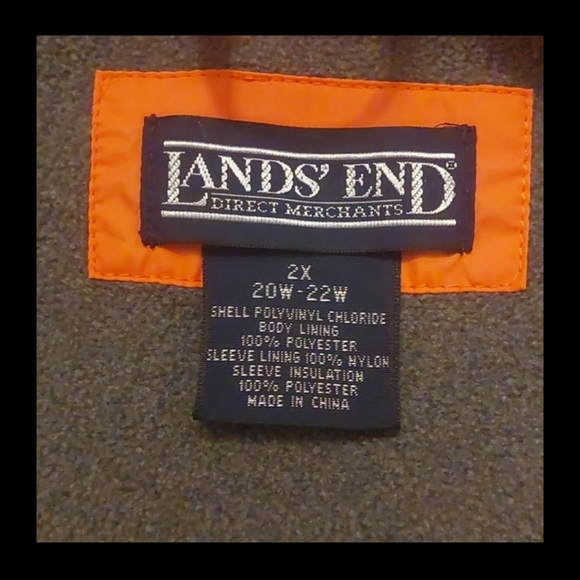 LANDS' END®
DIRECT MERCHANTS
2X
20W-22W
SHELL POLYVINYL CHLORIDE
BODY LINING
100% POLYESTER
SLEEVE LINING 100% NYLON
SLEEVE INSULATION
100% POLYESTER
MADE IN CHINA